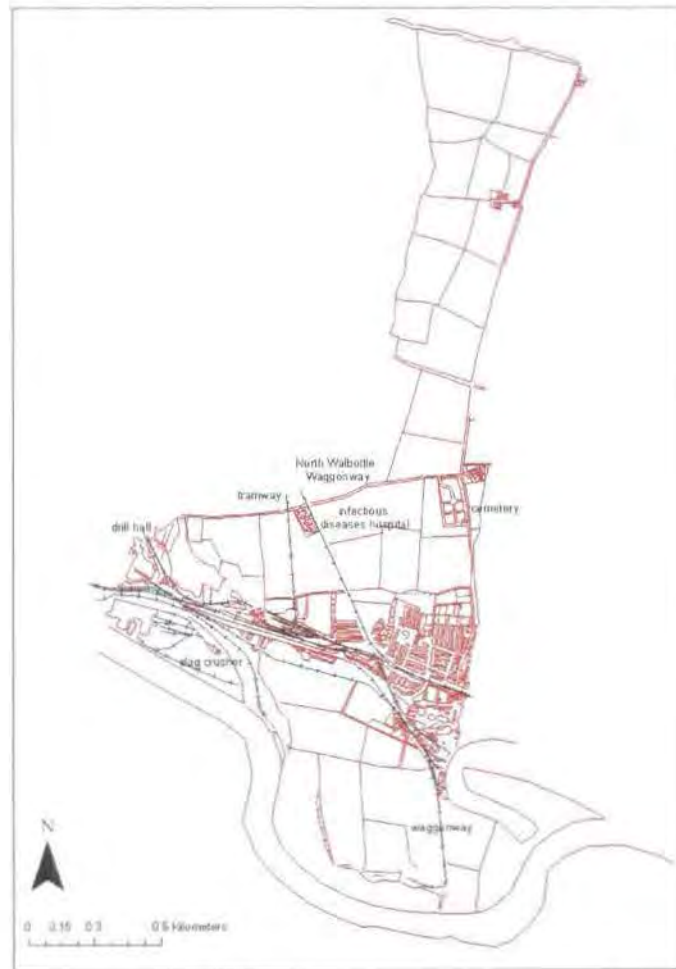 North Walbottle
Waggonway
tramway
infectious
diseases hospital
cemetery
drill hall
slag crusher
waggonway
N
0 0.15 0.3 0.6 Kilometers